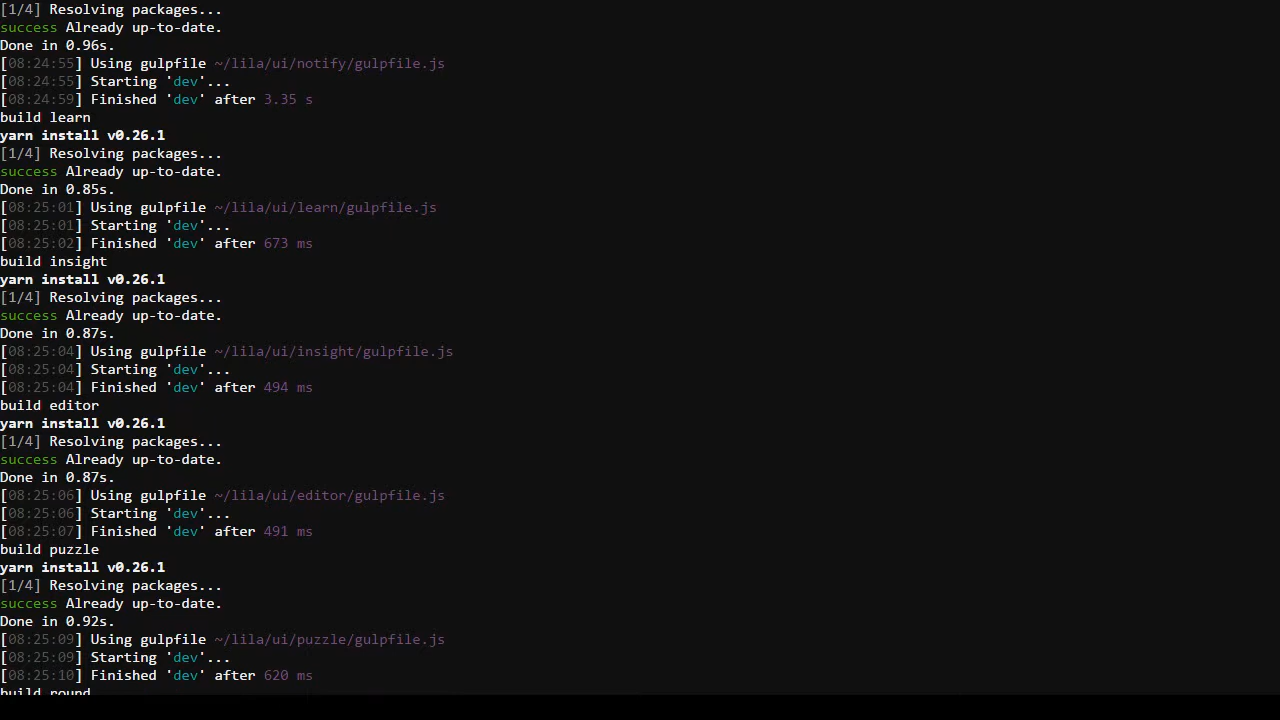 [1/4] Resolving packages...
success Already up-to-date.
Done in 0.96s.
[08:24:55] Using gulpfile ~/lila/ui/notify/gulpfile.js
[08:24:55] Starting 'dev'...
[08:24:59] Finished 'dev' after 3.35 s
build learn
yarn install v0.26.1
[1/4] Resolving packages...
success Already up-to-date.
Done in 0.85s.
[08:25:01] Using gulpfile ~/lila/ui/learn/gulpfile.js
[08:25:01] Starting 'dev'...
[08:25:02] Finished 'dev' after 673 ms
build insight
yarn install v0.26.1
[1/4] Resolving packages...
success Already up-to-date.
Done in 0.87s.
[08:25:04] Using gulpfile ~/lila/ui/insight/gulpfile.js
[08:25:04] Starting 'dev'...
[08:25:04] Finished 'dev' after 494 ms
build editor
yarn install v0.26.1
[1/4] Resolving packages...
success Already up-to-date.
Done in 0.87s.
[08:25:06] Using gulpfile ~/lila/ui/editor/gulpfile.js
[08:25:06] Starting 'dev'...
[08:25:07] Finished 'dev' after 491 ms
build puzzle
yarn install v0.26.1
[1/4] Resolving packages...
success Already up-to-date.
Done in 0.92s.
[08:25:09] Using gulpfile ~/lila/ui/puzzle/gulpfile.js
[08:25:09] Starting 'dev'...
[08:25:10] Finished 'dev' after 620 ms
build round